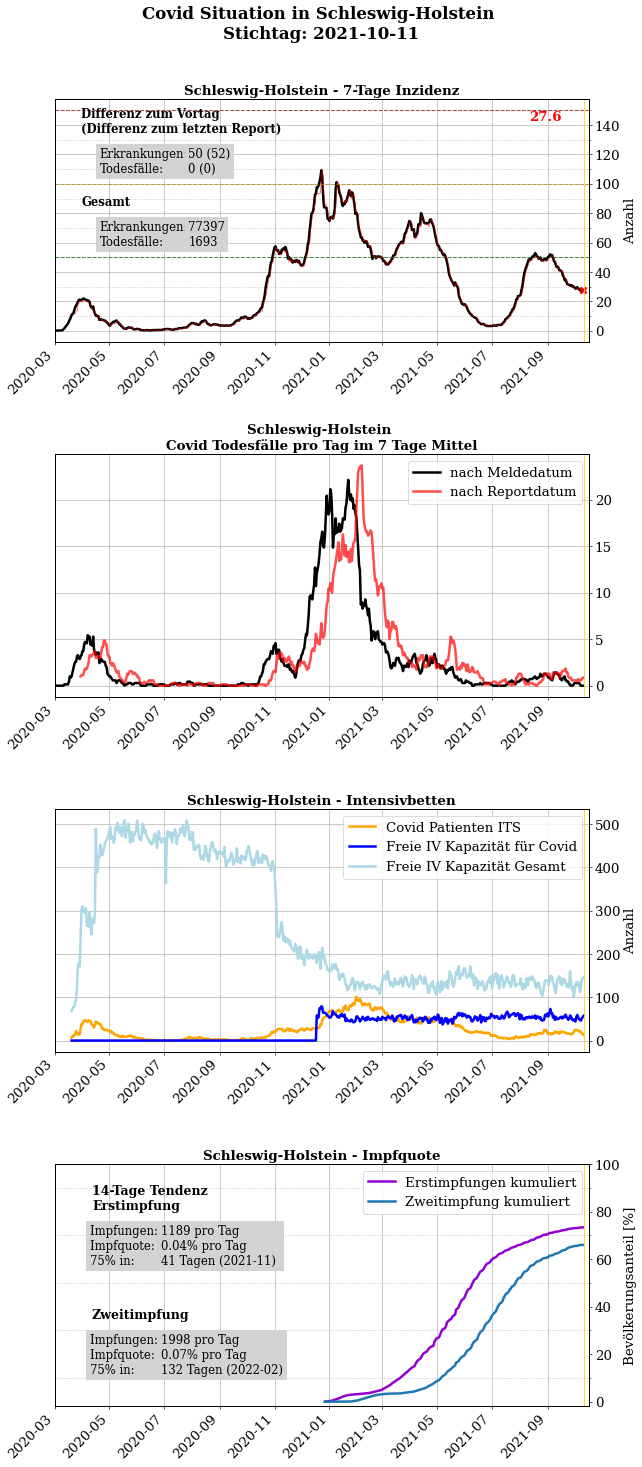 Covid Situation in Schleswig-Holstein
Stichtag: 2021-10-11
Schleswig-Holstein - 7-Tage Inzidenz
Differenz zum Vortag
(Differenz zum letzten Report)
Erkrankungen 50 (52)
Todesfälle: 0 (0)
Gesamt
Erkrankungen 77397
Todesfälle: 1693
27.6
140
120
100
80
60
40
20
0
Anzahl
2020-03
2020-05
2020-07
2020-09
2020-11
2021-01
2021-03
2021-05
2021-07
2021-09
Schleswig-Holstein
Covid Todesfälle pro Tag im 7 Tage Mittel
nach Meldedatum
nach Reportdatum
20
15
10
5
0
2020-03
2020-05
2020-07
2020-09
2020-11
2021-01
2021-03
2021-05
2021-07
2021-09
Schleswig-Holstein - Intensivbetten
Covid Patienten ITS
Freie IV Kapazität für Covid
Freie IV Kapazität Gesamt
500
400
300
200
100
0
Anzahl
2020-03
2020-05
2020-07
2020-09
2020-11
2021-01
2021-03
2021-05
2021-07
2021-09
Schleswig-Holstein - Impfquote
14-Tage Tendenz
Erstimpfung
Impfungen: 1189 pro Tag
Impfquote: 0.04% pro Tag
75% in: 41 Tagen (2021-11)
Zweitimpfung
Impfungen: 1998 pro Tag
Impfquote: 0.07% pro Tag
75% in: 132 Tagen (2022-02)
Erstimpfungen kumuliert
Zweitimpfung kumuliert
100
80
60
40
20
0
Bevölkerungsanteil [%]
2020-03
2020-05
2020-07
2020-09
2020-11
2021-01
2021-03
2021-05
2021-07
2021-09